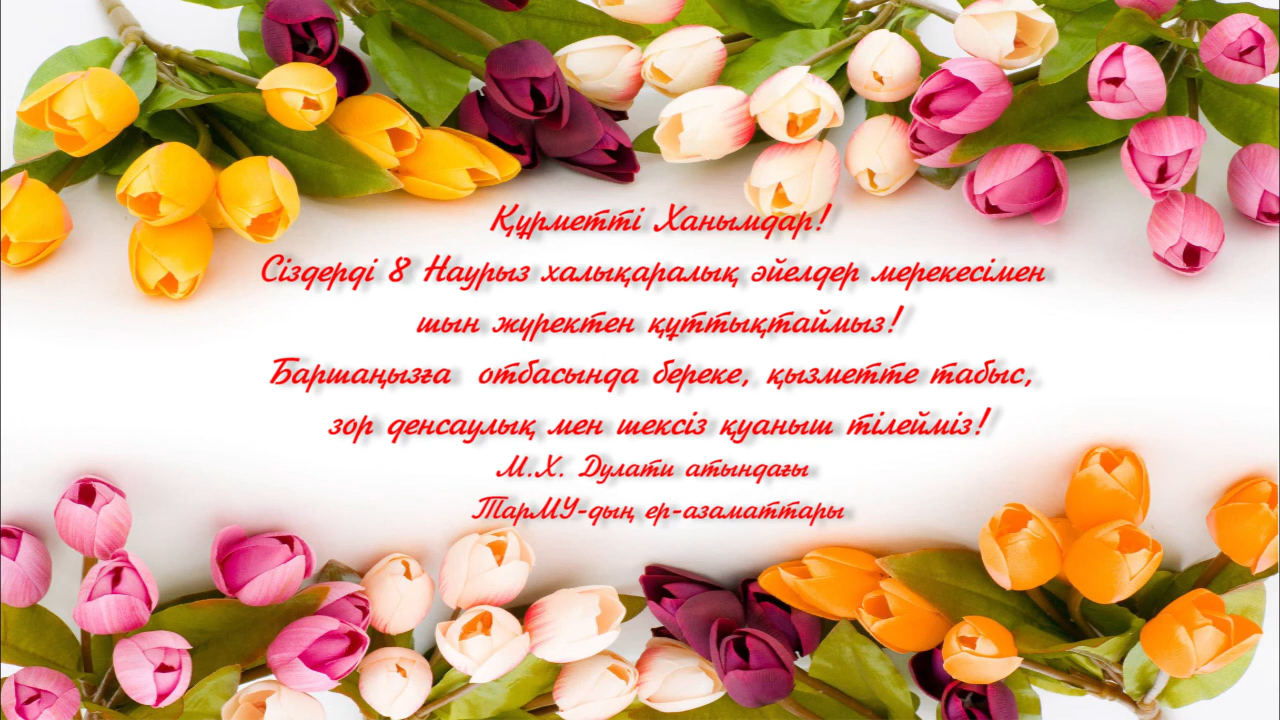 Құрметті Ханымдар!
Сіздерді 8 Наурыз халықаралық әйелдер мерекесімен
шын жүректен құттықтаймыз!
Баршаңызға отбасында береке, қызметте табыс,
зор денсаулық мен шексіз қуаныш тілейміз!
М.Х. Дулати атындағы
ТарМУ-дың ер-азаматтары